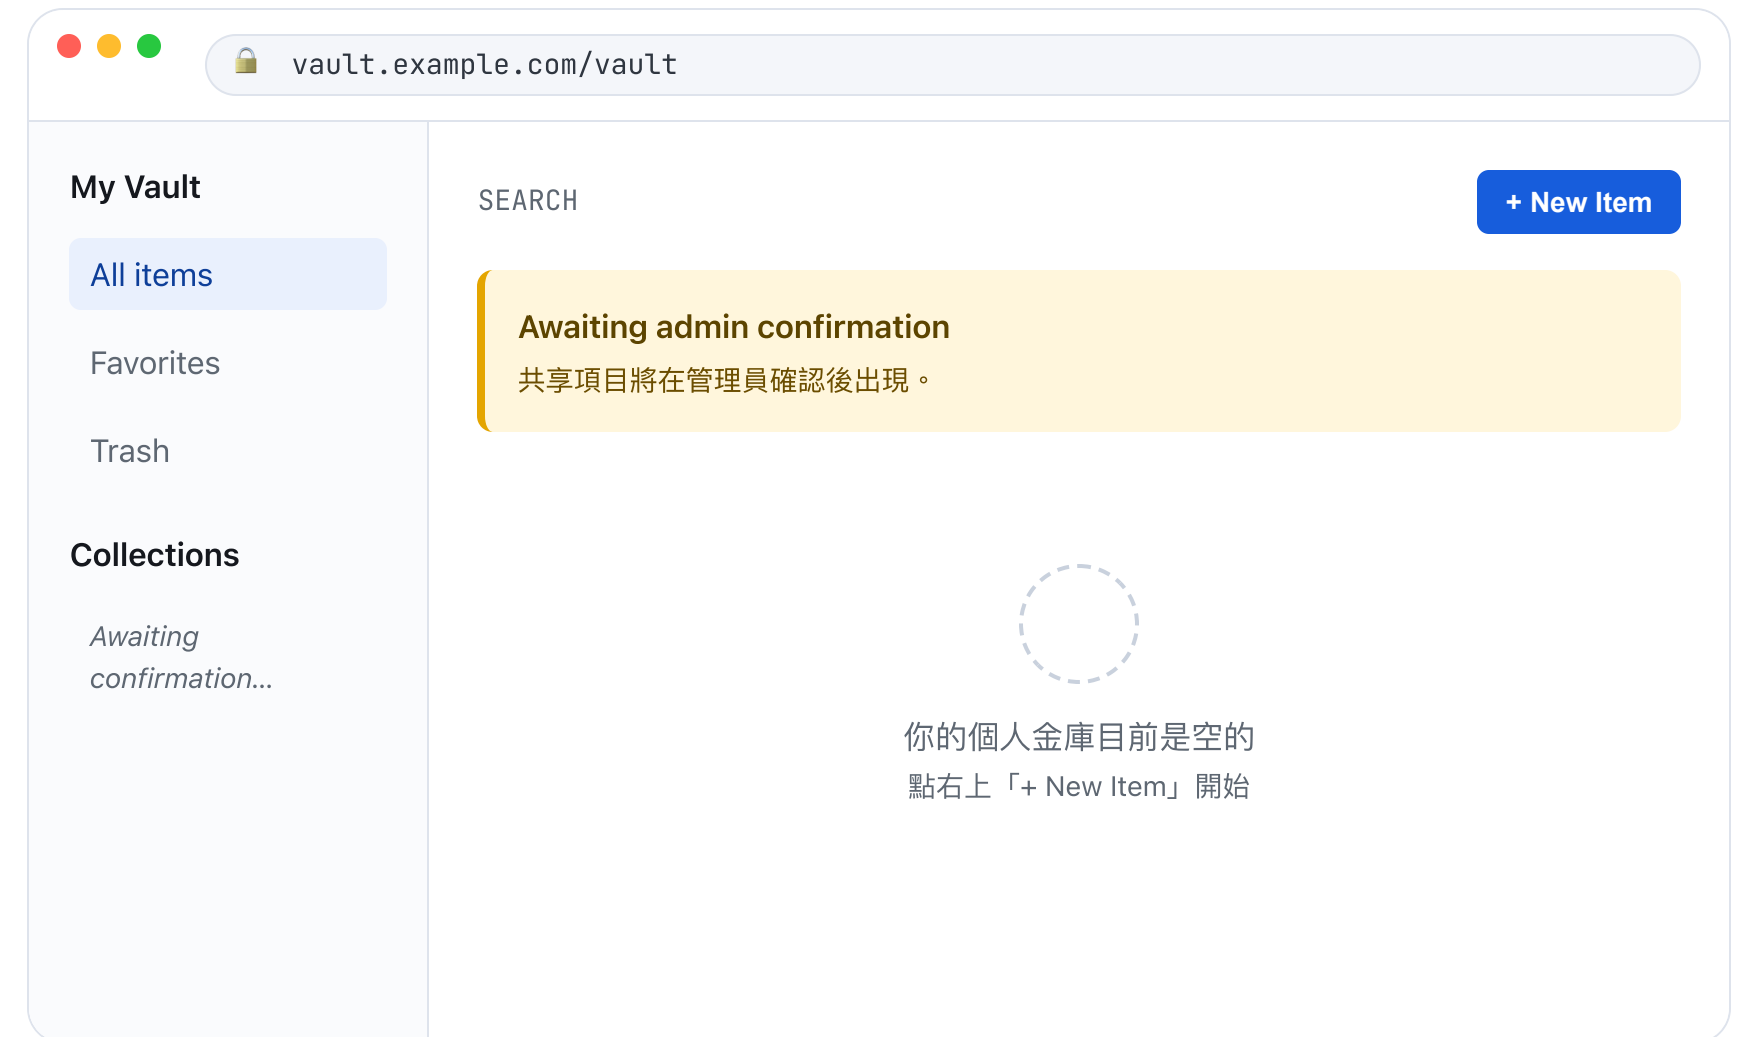 vault.example.com/vault
My Vault
All items
Favorites
Trash
Collections
Awaiting
confirmation...
SEARCH
+ New Item
Awaiting admin confirmation
共享項目將在管理員確認後出現。
你的個人金庫目前是空的
點右上「+ New Item」開始